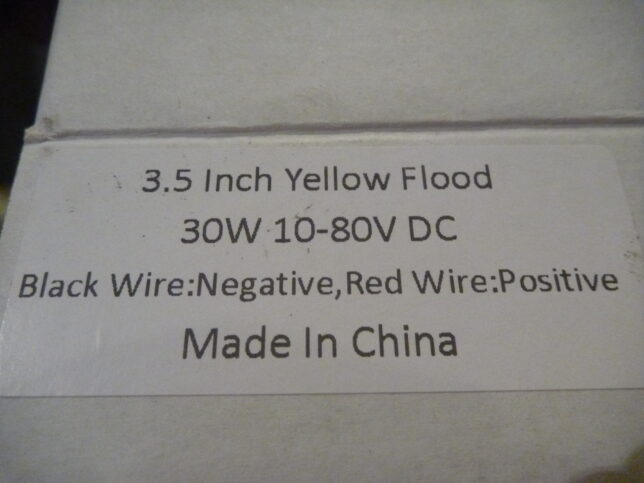 3.5 Inch Yellow Flood
30W 10-80V DC
Black Wire:Negative,Red Wire:Positive
Made In China